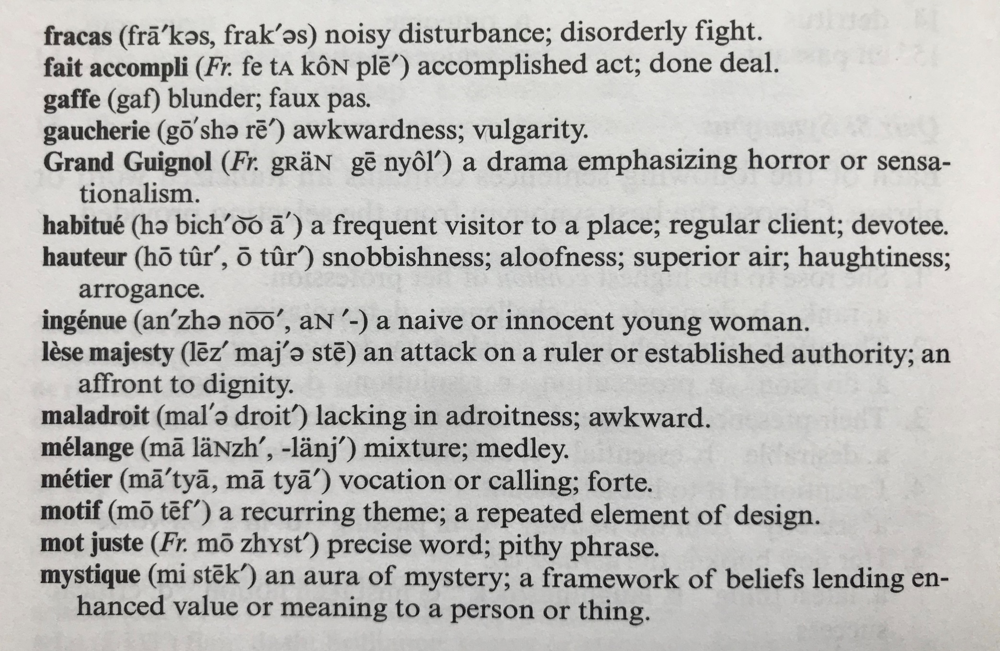 fracas (frā′kəs, frak′əs) noisy disturbance; disorderly fight.
fait accompli (Fr. fe tᴀ kôɴ plē′) accomplished act; done deal.
gaffe (gaf) blunder; faux pas.
gaucherie (gō′shə rē′) awkwardness; vulgarity.
Grand Guignol (Fr. gʀäɴ gē nyôl′) a drama emphasizing horror or sensa-
tionalism.
habitué (hə bich′o͝o ā′) a frequent visitor to a place; regular client; devotee.
hauteur (hō tûr′, ō tûr′) snobbishness; aloofness; superior air; haughtiness;
arrogance.
ingénue (an′zhə no͞o′, aɴ ′-) a naive or innocent young woman.
lèse majesty (lēz′ maj′ə stē) an attack on a ruler or established authority; an
affront to dignity.
maladroit (mal′ə droit′) lacking in adroitness; awkward.
mélange (mā läɴzh′, -länj′) mixture; medley.
métier (mā′tyā, mā tyā′) vocation or calling; forte.
motif (mō tēf′) a recurring theme; a repeated element of design.
mot juste (Fr. mō zhʏst′) precise word; pithy phrase.
mystique (mi stēk′) an aura of mystery; a framework of beliefs lending en-
hanced value or meaning to a person or thing.